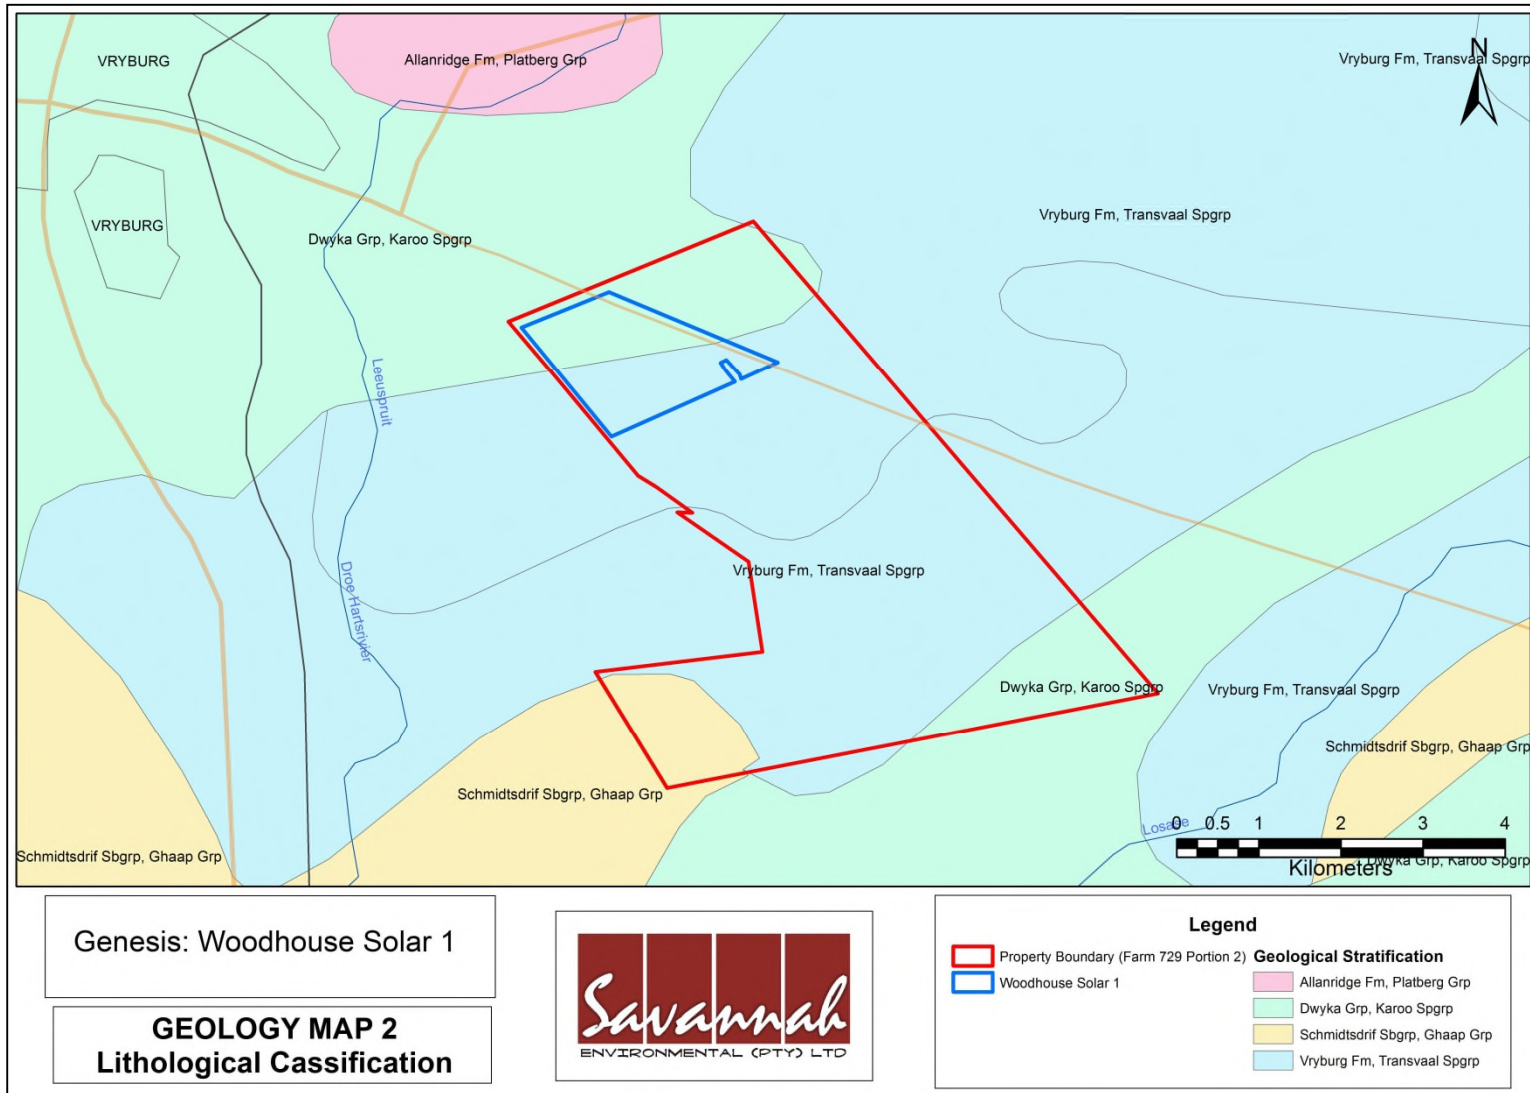 VRYBURG
Allanridge Fm, Platberg Grp
Vryburg Fm, Transvaal Spgrp
N
VRYBURG
Dwyka Grp, Karoo Spgrp
Vryburg Fm, Transvaal Spgrp
Leeuspruit
Droe Hartsrivier
Vryburg Fm, Transvaal Spgrp
Dwyka Grp, Karoo Spgrp
Vryburg Fm, Transvaal Spgrp
Schmidtsdrif Sbgrp, Ghaap Grp
Schmidtsdrif Sbgrp, Ghaap Grp
Schmidtsdrif Sbgrp, Ghaap Grp
0 0.5 1 2 3 4
Kilometers
Dwyka Grp, Karoo Spgrp
Genesis: Woodhouse Solar 1
GEOLOGY MAP 2
Lithological Cassification
Savannah
ENVIRONMENTAL (PTY) LTD
Legend
Property Boundary (Farm 729 Portion 2)
Woodhouse Solar 1
Geological Stratification
Allanridge Fm, Platberg Grp
Dwyka Grp, Karoo Spgrp
Schmidtsdrif Sbgrp, Ghaap Grp
Vryburg Fm, Transvaal Spgrp